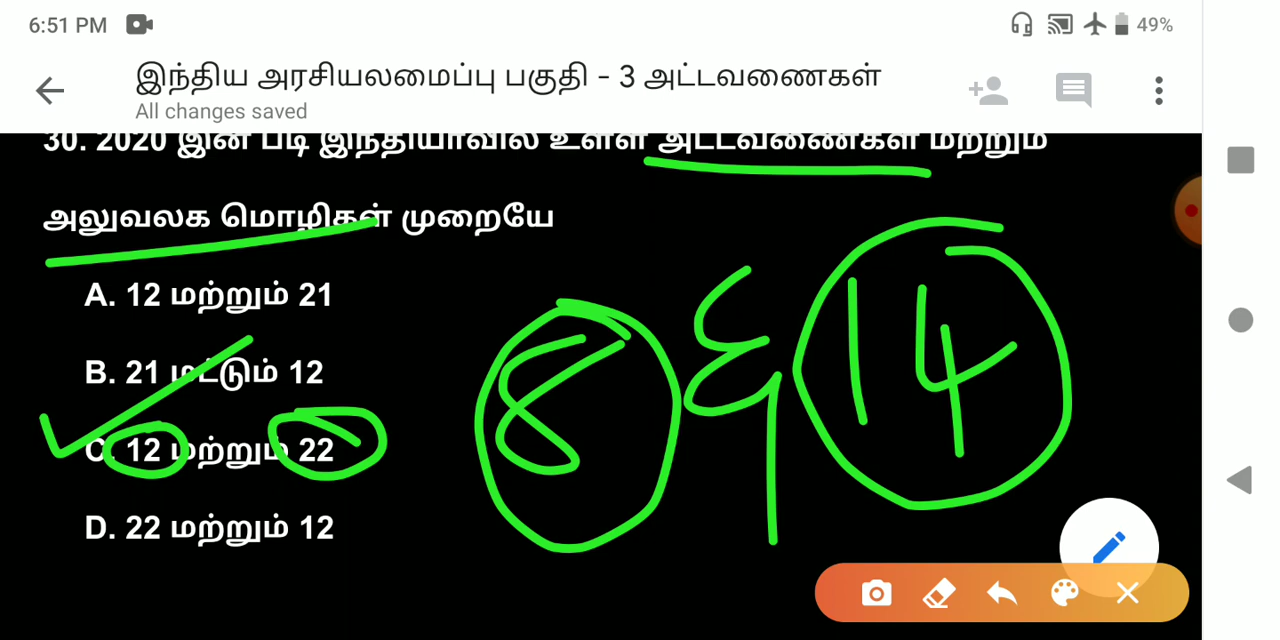 6:51 PM
49%
இந்திய அரசியலமைப்பு பகுதி - 3 அட்டவணைகள்
All changes saved
30. 2020 இன் படி இந்தியாவில் உள்ள அட்டவணைகள் மற்றும்
அலுவலக மொழிகள் முறையே
A. 12 மற்றும் 21
B. 21 மட்டும் 12
C. 12 மற்றும் 22
D. 22 மற்றும் 12
8 & 14